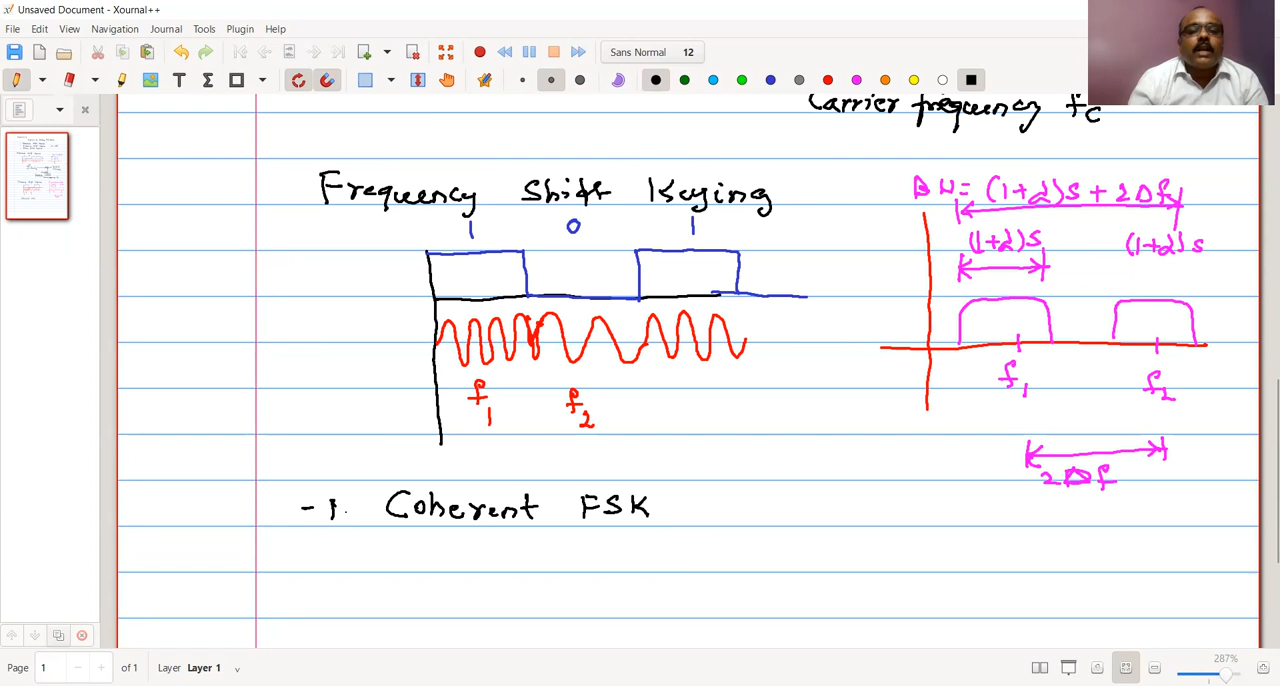 Unsaved Document - Xournal++
File Edit View Navigation Journal Tools Plugin Help
Sans Normal 12
Carrier frequency fc
Frequency Shift Keying
1 0 1
f1 f2
BW = (1+d)s + 2Δf
(1+d)s (1+d)s
f1 f2
2Δf
-1. Coherent FSK
Page 1 of 1 Layer Layer 1
287%